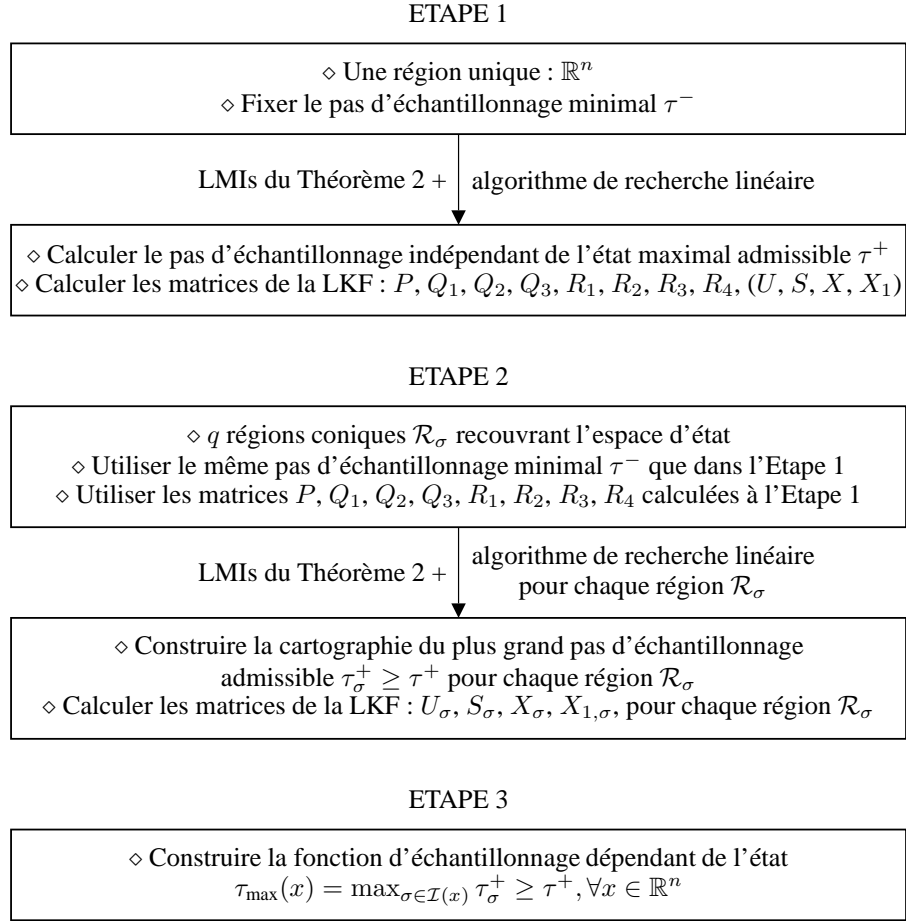 ETAPE 1
⋄ Une région unique : ℝⁿ
⋄ Fixer le pas d'échantillonnage minimal τ⁻
LMIs du Théorème 2 + algorithme de recherche linéaire
⋄ Calculer le pas d'échantillonnage indépendant de l'état maximal admissible τ⁺
⋄ Calculer les matrices de la LKF : P, Q₁, Q₂, Q₃, R₁, R₂, R₃, R₄, (U, S, X, X₁)
ETAPE 2
⋄ q régions coniques ℛ_σ recouvrant l'espace d'état
⋄ Utiliser le même pas d'échantillonnage minimal τ⁻ que dans l'Etape 1
⋄ Utiliser les matrices P, Q₁, Q₂, Q₃, R₁, R₂, R₃, R₄ calculées à l'Etape 1
LMIs du Théorème 2 + algorithme de recherche linéaire
pour chaque région ℛ_σ
⋄ Construire la cartographie du plus grand pas d'échantillonnage
admissible τ_σ⁺ ≥ τ⁺ pour chaque région ℛ_σ
⋄ Calculer les matrices de la LKF : U_σ, S_σ, X_σ, X_{1,σ}, pour chaque région ℛ_σ
ETAPE 3
⋄ Construire la fonction d'échantillonnage dépendant de l'état
τ_max(x) = max_{σ∈ℐ(x)} τ_σ⁺ ≥ τ⁺, ∀x ∈ ℝⁿ